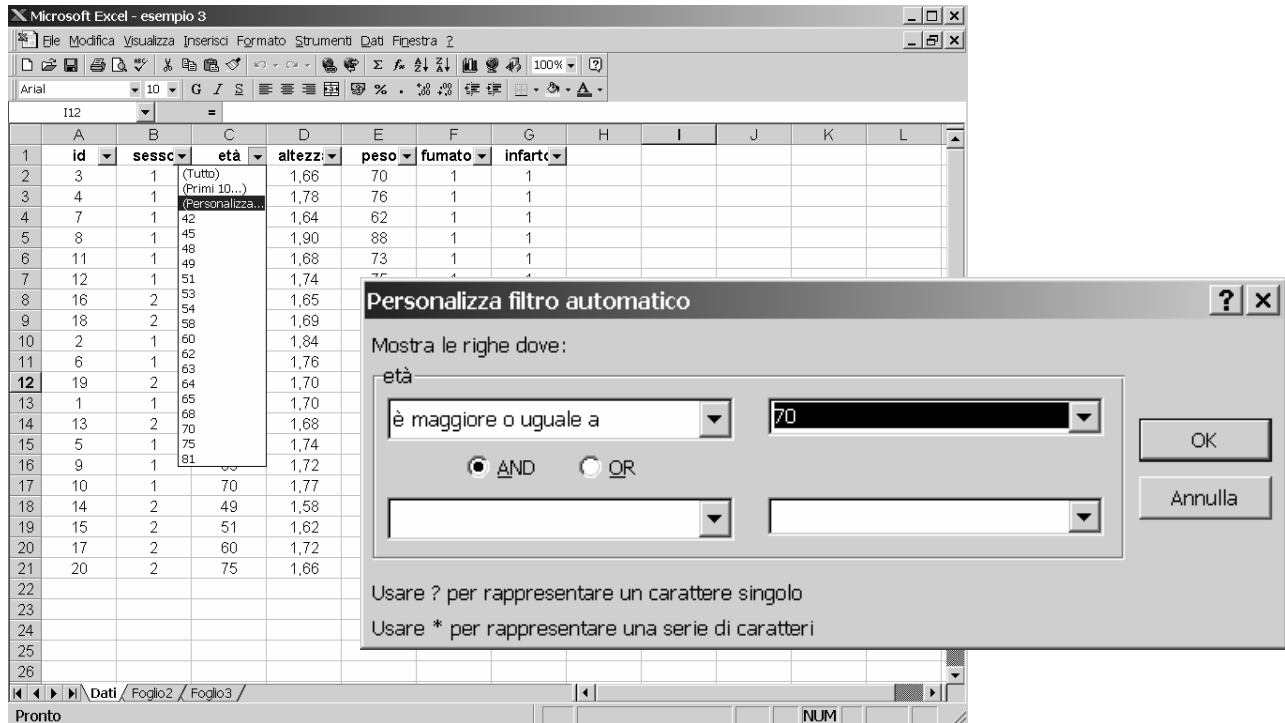 Microsoft Excel - esempio 3
File Modifica Visualizza Inserisci Formato Strumenti Dati Finestra ?
100%
Arial 10 G I S
I12 =
A B C D E F G H I J K L
1 id sesso età altezz peso fumato infarto
2 3 1 (Tutto) 1,66 70 1 1
(Primi 10...)
3 4 1 (Personalizza... 1,78 76 1 1
4 7 1 42 1,64 62 1 1
5 8 1 45 1,90 88 1 1
48
6 11 1 49 1,68 73 1 1
7 12 1 51 1,74
8 16 2 53 1,65
54
9 18 2 58 1,69
10 2 1 60 1,84
11 6 1 62 1,76
63
12 19 2 64 1,70
13 1 1 65 1,70
14 13 2 68 1,68
70
15 5 1 75 1,74
16 9 1 81 1,72
17 10 1 70 1,77
18 14 2 49 1,58
19 15 2 51 1,62
20 17 2 60 1,72
21 20 2 75 1,66
22
23
24
25
26
Dati Foglio2 Foglio3
Pronto NUM
Personalizza filtro automatico
Mostra le righe dove:
età
è maggiore o uguale a 70
AND OR
OK
Annulla
Usare ? per rappresentare un carattere singolo
Usare * per rappresentare una serie di caratteri